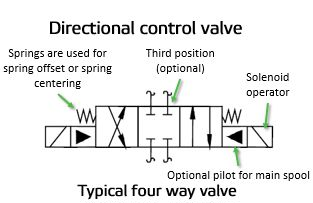 Directional control valve
Springs are used for
spring offset or spring
centering
Third position
(optional)
Solenoid
operator
Optional pilot for main spool
Typical four way valve